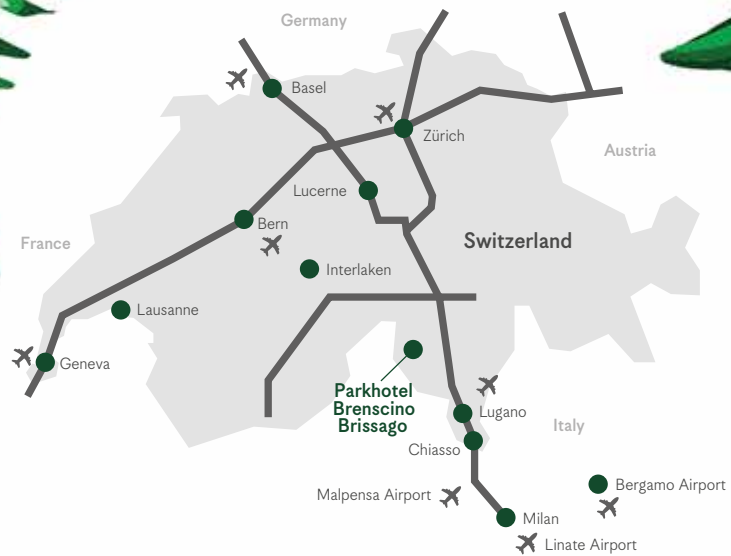 Germany
Basel
Zürich
Austria
Lucerne
Bern
Switzerland
France
Interlaken
Lausanne
Geneva
Parkhotel
Brenscino
Brissago
Lugano
Italy
Chiasso
Bergamo Airport
Malpensa Airport
Milan
Linate Airport